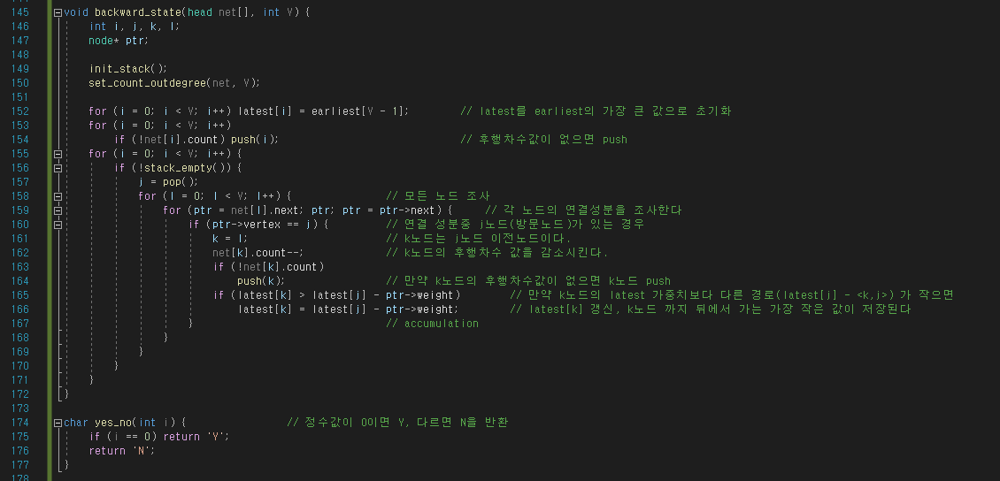 145 void backward_state(head net[], int V) {
146 int i, j, k, l;
147 node* ptr;
148
149 init_stack();
150 set_count_outdegree(net, V);
151
152 for (i = 0; i < V; i++) latest[i] = earliest[V - 1]; // latest를 earliest의 가장 큰 값으로 초기화
153 for (i = 0; i < V; i++)
154 if (!net[i].count) push(i); // 후행차수값이 없으면 push
155 for (i = 0; i < V; i++) {
156 if (!stack_empty()) {
157 j = pop();
158 for (l = 0; l < V; l++) { // 모든 노드 조사
159 for (ptr = net[l].next; ptr; ptr = ptr->next) { // 각 노드의 연결성분을 조사한다
160 if (ptr->vertex == j) { // 연결 성분중 j노드(방문노드)가 있는 경우
161 k = l; // k노드는 j노드 이전노드이다.
162 net[k].count--; // k노드의 후행차수 값을 감소시킨다.
163 if (!net[k].count)
164 push(k); // 만약 k노드의 후행차수값이 없으면 k노드 push
165 if (latest[k] > latest[j] - ptr->weight) // 만약 k노드의 latest 가중치보다 다른 경로(latest[j] - <k,j>) 가 작으면
166 latest[k] = latest[j] - ptr->weight; // latest[k] 갱신, k노드 까지 뒤에서 가는 가장 작은 값이 저장된다
167 } // accumulation
168 }
169 }
170 }
171 }
172 }
173
174 char yes_no(int i) { // 정수값이 0이면 Y, 다르면 N을 반환
175 if (i == 0) return 'Y';
176 return 'N';
177 }
178